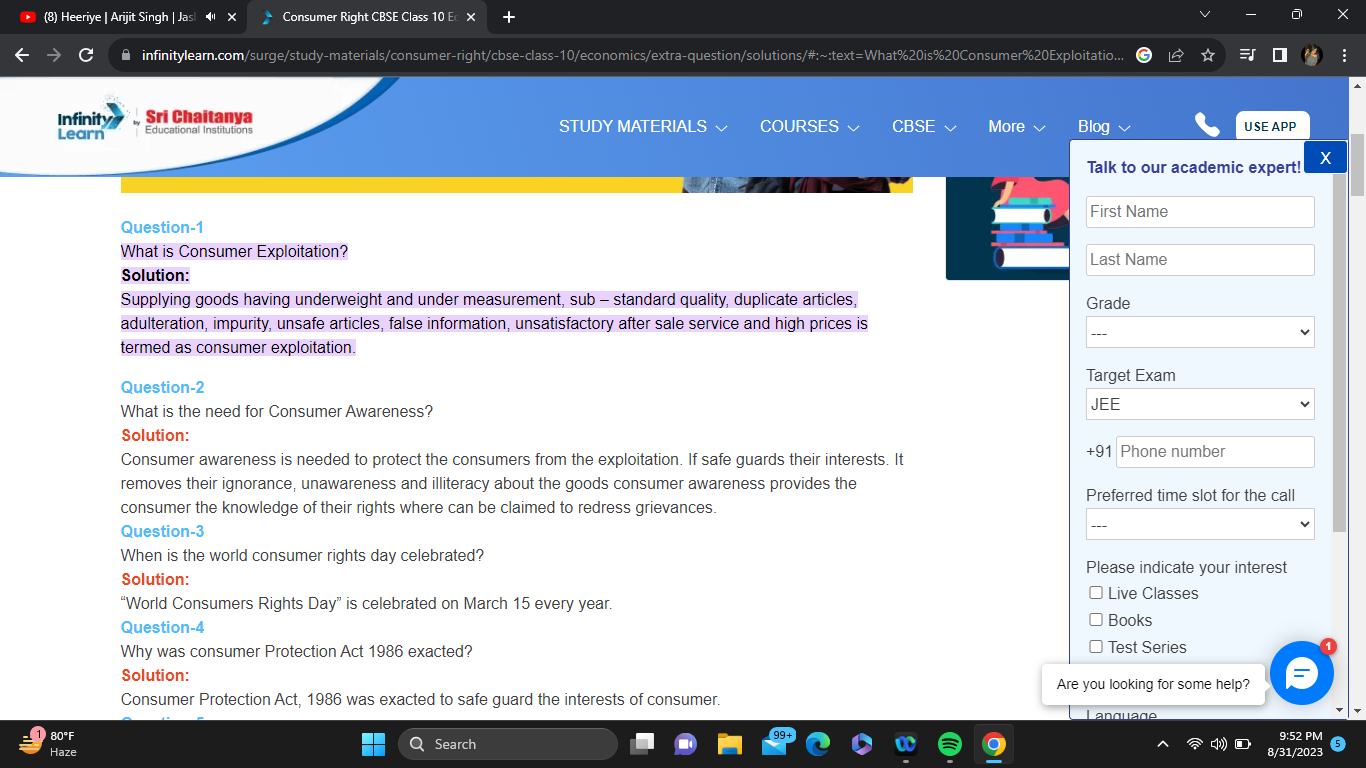 (8) Heeriye | Arijit Singh | Jasl
Consumer Right CBSE Class 10 Ec
infinitylearn.com/surge/study-materials/consumer-right/cbse-class-10/economics/extra-question/solutions/#:~:text=What%20is%20Consumer%20Exploitatio...
Infinity Learn by Sri Chaitanya Educational Institutions
STUDY MATERIALS COURSES CBSE More Blog USE APP
X
Talk to our academic expert!
First Name
Last Name
Grade
---
Target Exam
JEE
+91 Phone number
Preferred time slot for the call
---
Please indicate your interest
Live Classes
Books
Test Series
Language
Question-1
What is Consumer Exploitation?
Solution:
Supplying goods having underweight and under measurement, sub – standard quality, duplicate articles,
adulteration, impurity, unsafe articles, false information, unsatisfactory after sale service and high prices is
termed as consumer exploitation.
Question-2
What is the need for Consumer Awareness?
Solution:
Consumer awareness is needed to protect the consumers from the exploitation. If safe guards their interests. It
removes their ignorance, unawareness and illiteracy about the goods consumer awareness provides the
consumer the knowledge of their rights where can be claimed to redress grievances.
Question-3
When is the world consumer rights day celebrated?
Solution:
“World Consumers Rights Day” is celebrated on March 15 every year.
Question-4
Why was consumer Protection Act 1986 exacted?
Solution:
Consumer Protection Act, 1986 was exacted to safe guard the interests of consumer.
Question-5
Are you looking for some help?
1
1
80°F
Haze
Search
99+
9:52 PM
8/31/2023
5